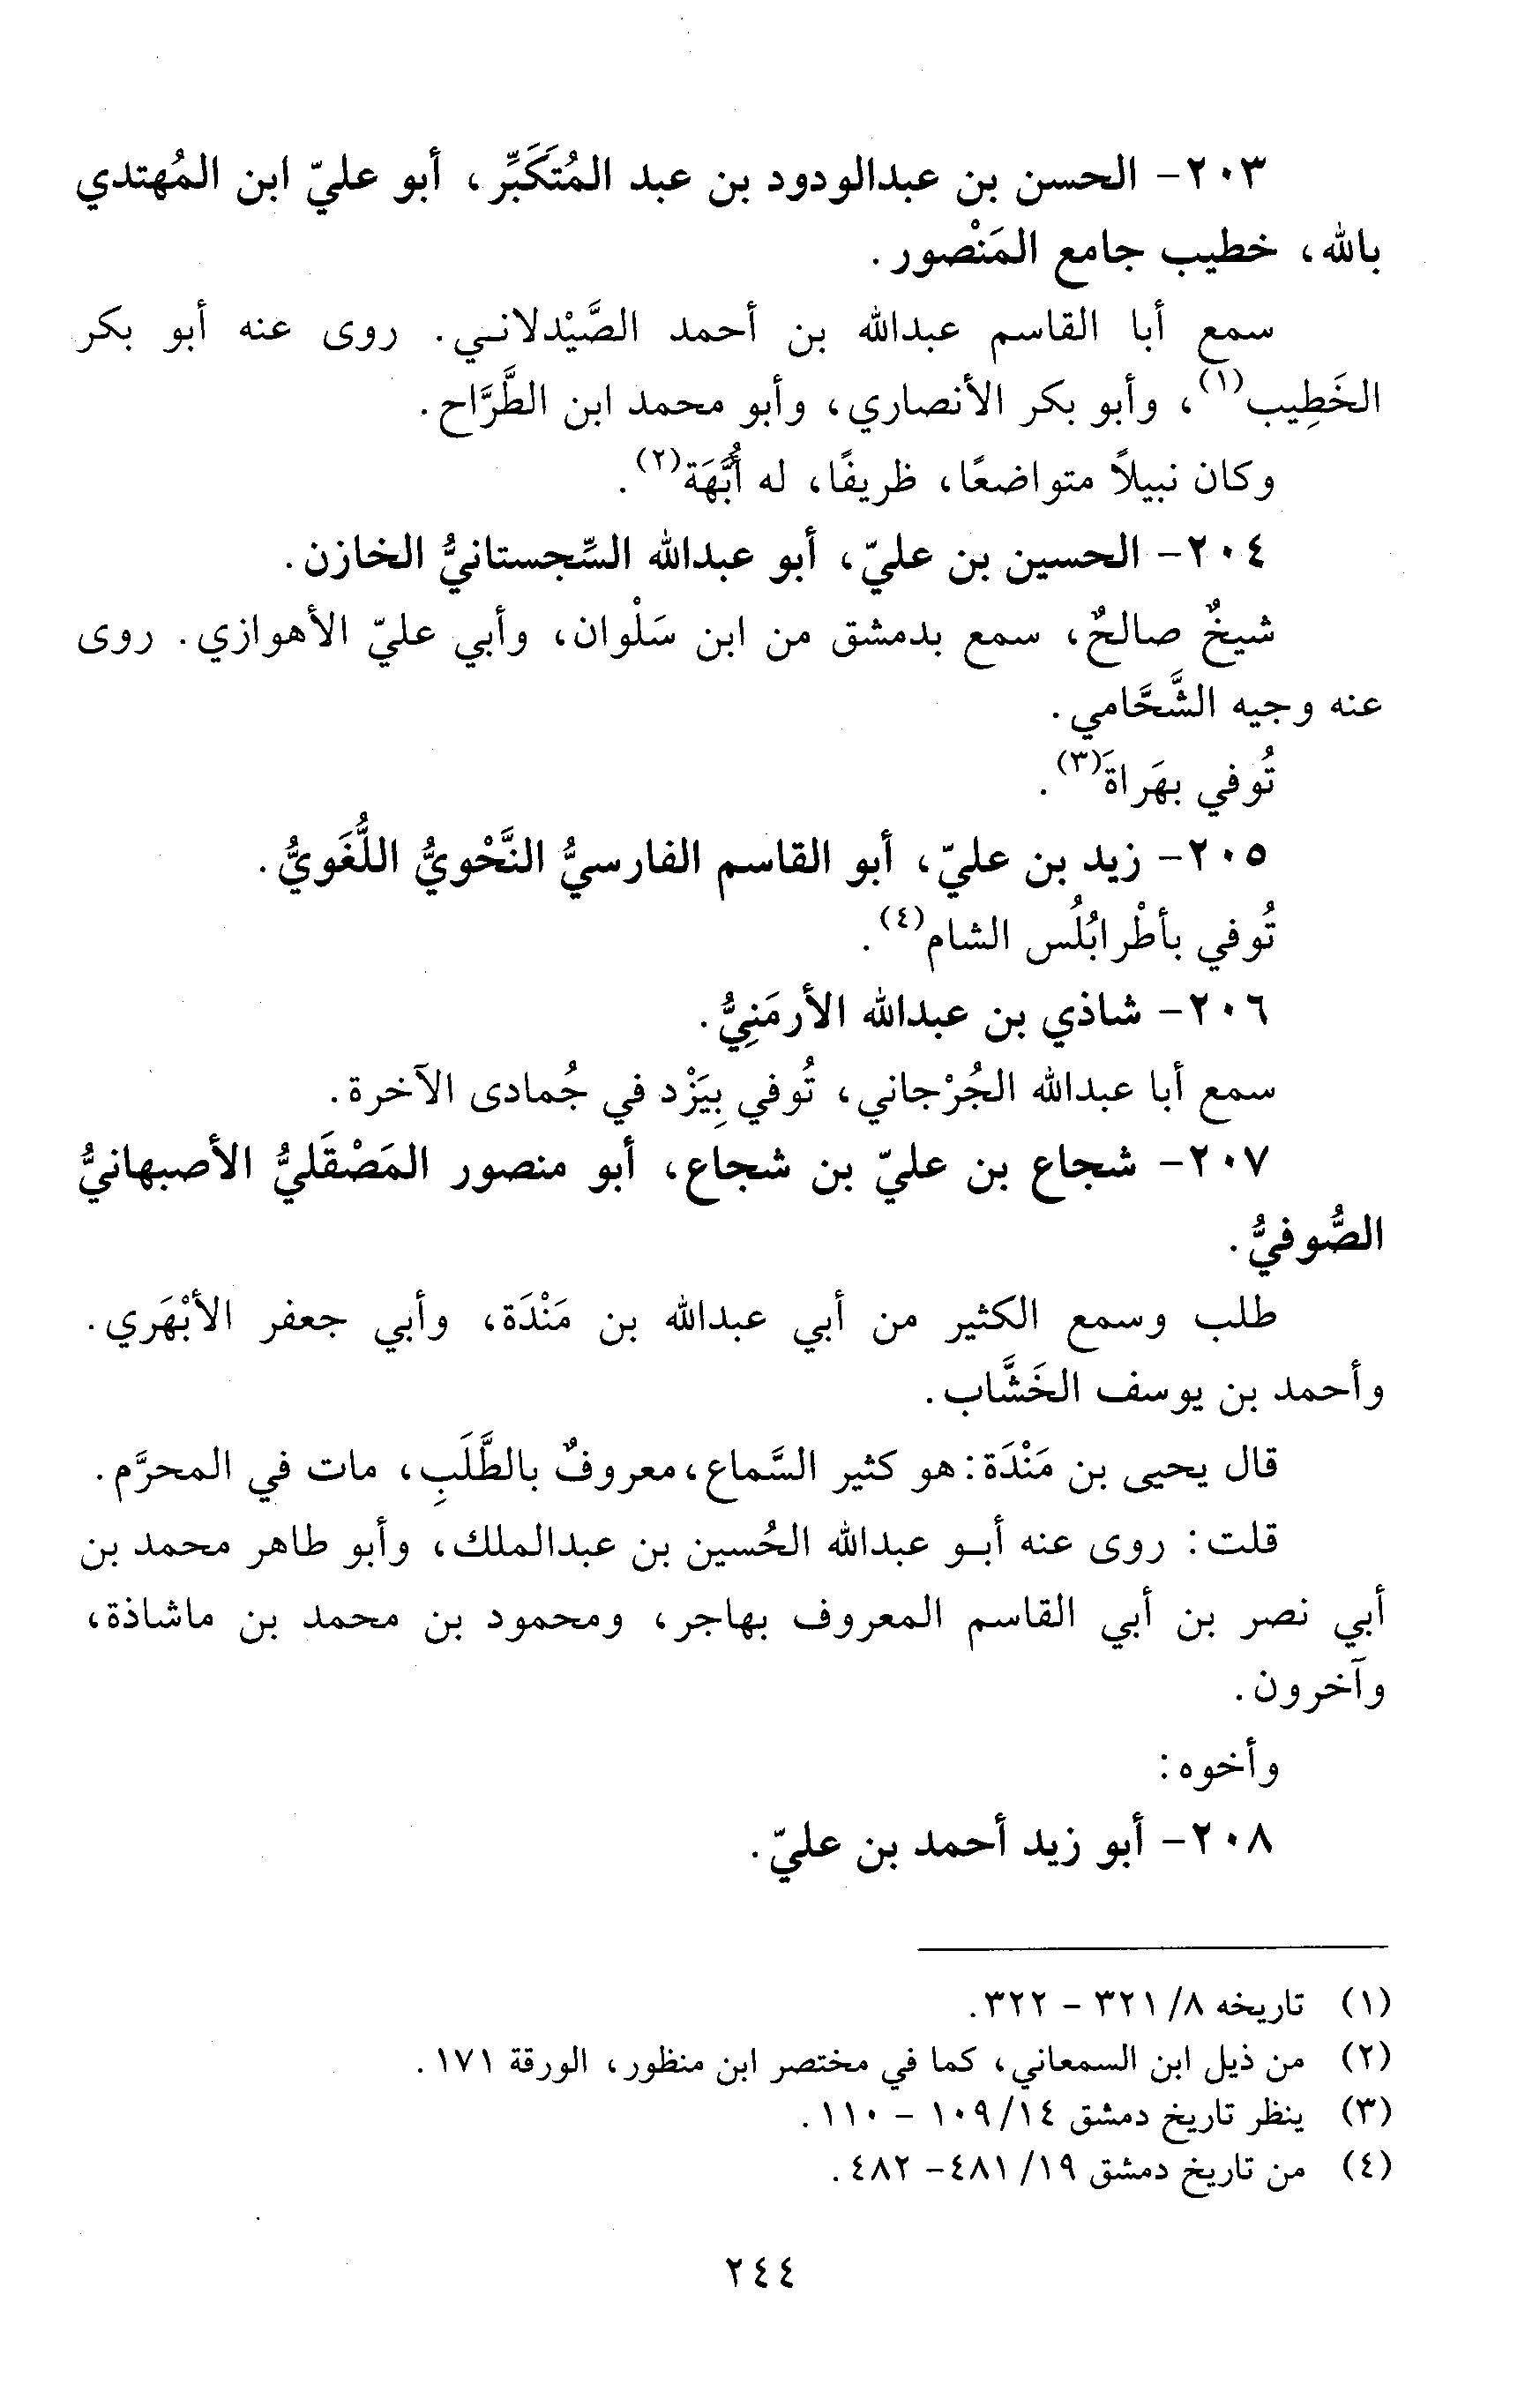 ٢٠٣- الحسن بن عبدالودود بن عبد المُتَكَبِّر، أبو عليّ ابن المُهتدي
بالله، خطيب جامع المَنْصور.
سمع أبا القاسم عبدالله بن أحمد الصَّيْدلاني. روى عنه أبو بكر
الخَطِيب(١)، وأبو بكر الأنصاري، وأبو محمد ابن الطَّرَّاح.
وكان نبيلاً متواضعًا، ظريفًا، له أُبَّهَة(٢).
٢٠٤- الحسين بن عليّ، أبو عبدالله السِّجستانيُّ الخازن.
شيخٌ صالحٌ، سمع بدمشق من ابن سَلْوان، وأبي عليّ الأهوازي. روى
عنه وجيه الشَّحَّامي.
تُوفي بهَراةَ(٣).
٢٠٥- زيد بن عليّ، أبو القاسم الفارسيُّ النَّحْويُّ اللُّغَويُّ.
تُوفي بأطْرابُلُس الشام(٤).
٢٠٦- شاذي بن عبدالله الأرمَنِيُّ.
سمع أبا عبدالله الجُرْجاني، تُوفي بِيَزْد في جُمادى الآخرة.
٢٠٧- شجاع بن عليّ بن شجاع، أبو منصور المَصْقَليُّ الأصبهانيُّ
الصُّوفيُّ.
طلب وسمع الكثير من أبي عبدالله بن مَنْدَة، وأبي جعفر الأبْهَري.
وأحمد بن يوسف الخَشَّاب.
قال يحيى بن مَنْدَة: هو كثير السَّماع، معروفٌ بالطَّلَبِ، مات في المحرَّم.
قلت: روى عنه أبو عبدالله الحُسين بن عبدالملك، وأبو طاهر محمد بن
أبي نصر بن أبي القاسم المعروف بهاجر، ومحمود بن محمد بن ماشاذة،
وآخرون.
وأخوه:
٢٠٨- أبو زيد أحمد بن عليّ.
(١) تاريخه ٨/ ٣٢١ - ٣٢٢.
(٢) من ذيل ابن السمعاني، كما في مختصر ابن منظور، الورقة ١٧١.
(٣) ينظر تاريخ دمشق ١٤/ ١٠٩ - ١١٠.
(٤) من تاريخ دمشق ١٩/ ٤٨١- ٤٨٢.
٢٤٤